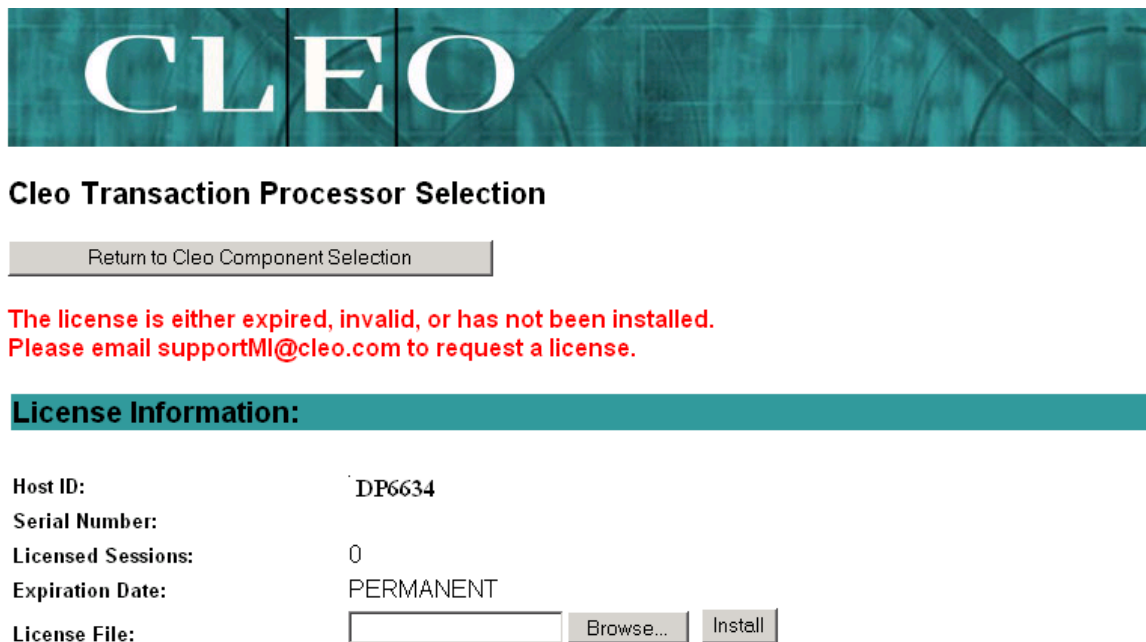 CLEO
Cleo Transaction Processor Selection
Return to Cleo Component Selection
The license is either expired, invalid, or has not been installed.
Please email supportMI@cleo.com to request a license.
License Information:
Host ID: DP6634
Serial Number:
Licensed Sessions: 0
Expiration Date: PERMANENT
License File: Browse... Install